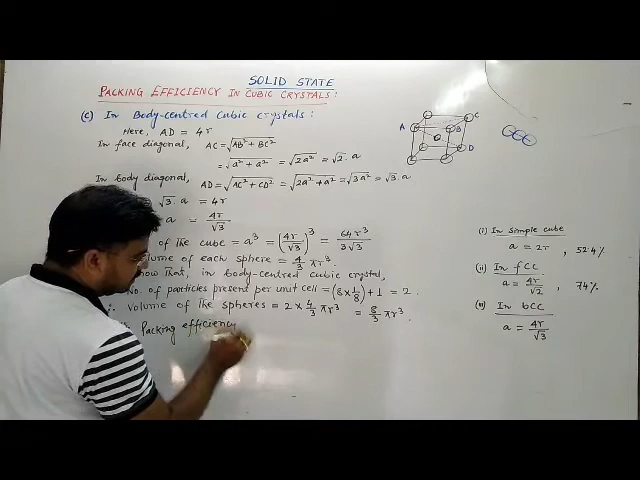 SOLID STATE
PACKING EFFICIENCY IN CUBIC CRYSTALS:
(c) In Body-centred cubic crystals:
Here, AD = 4r
In face diagonal, AC = √AB² + BC²
= √a² + a² = √2a² = √2 . a
In body diagonal, AD = √AC² + CD² = √2a² + a² = √3a² = √3 . a
√3 . a = 4r
a = 4r/√3
of the cube = a³ = (4r/√3)³ = 64r³/3√3
of each sphere = 4/3 πr³
that, in body-centred cubic crystal,
No. of particles present per unit cell = (8 × 1/8) + 1 = 2
∴ Volume of the spheres = 2 × 4/3 πr³ = 8/3 πr³.
Packing efficiency
A B C D
(i) In simple cube
a = 2r , 52.4%
(ii) In fCC
a = 4r/√2 , 74%
(iii) In bCC
a = 4r/√3